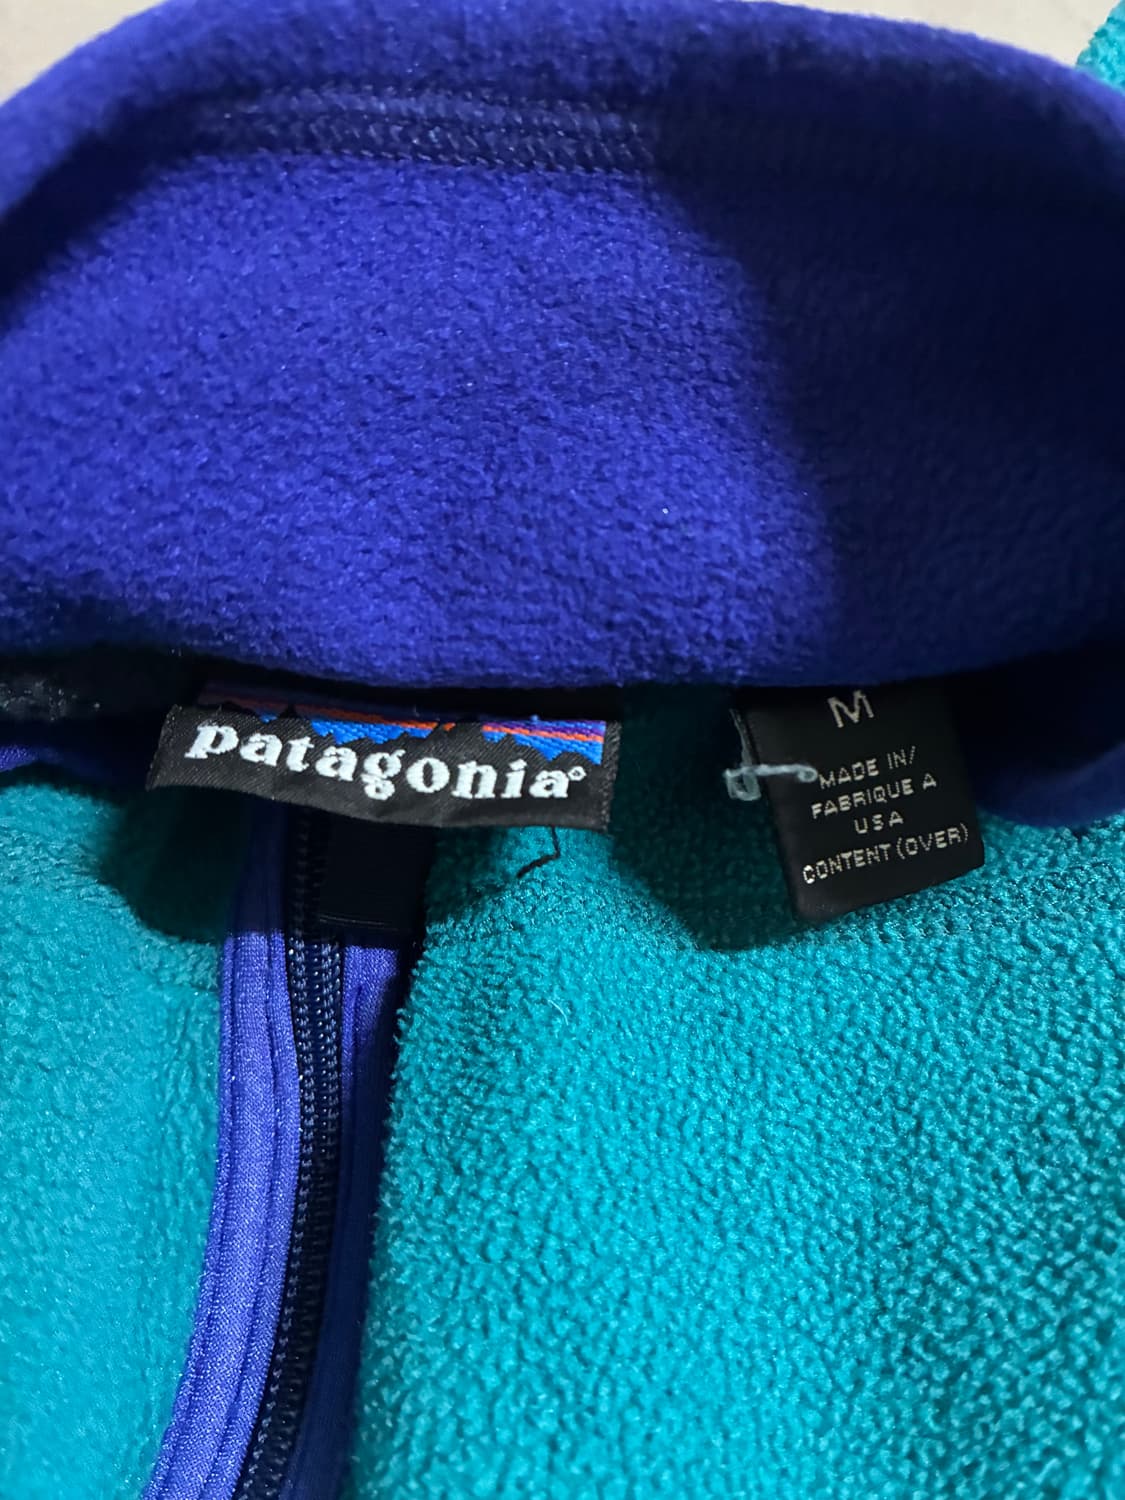 patagonia®
M
MADE IN/
FABRIQUE A
USA
CONTENT (OVER)